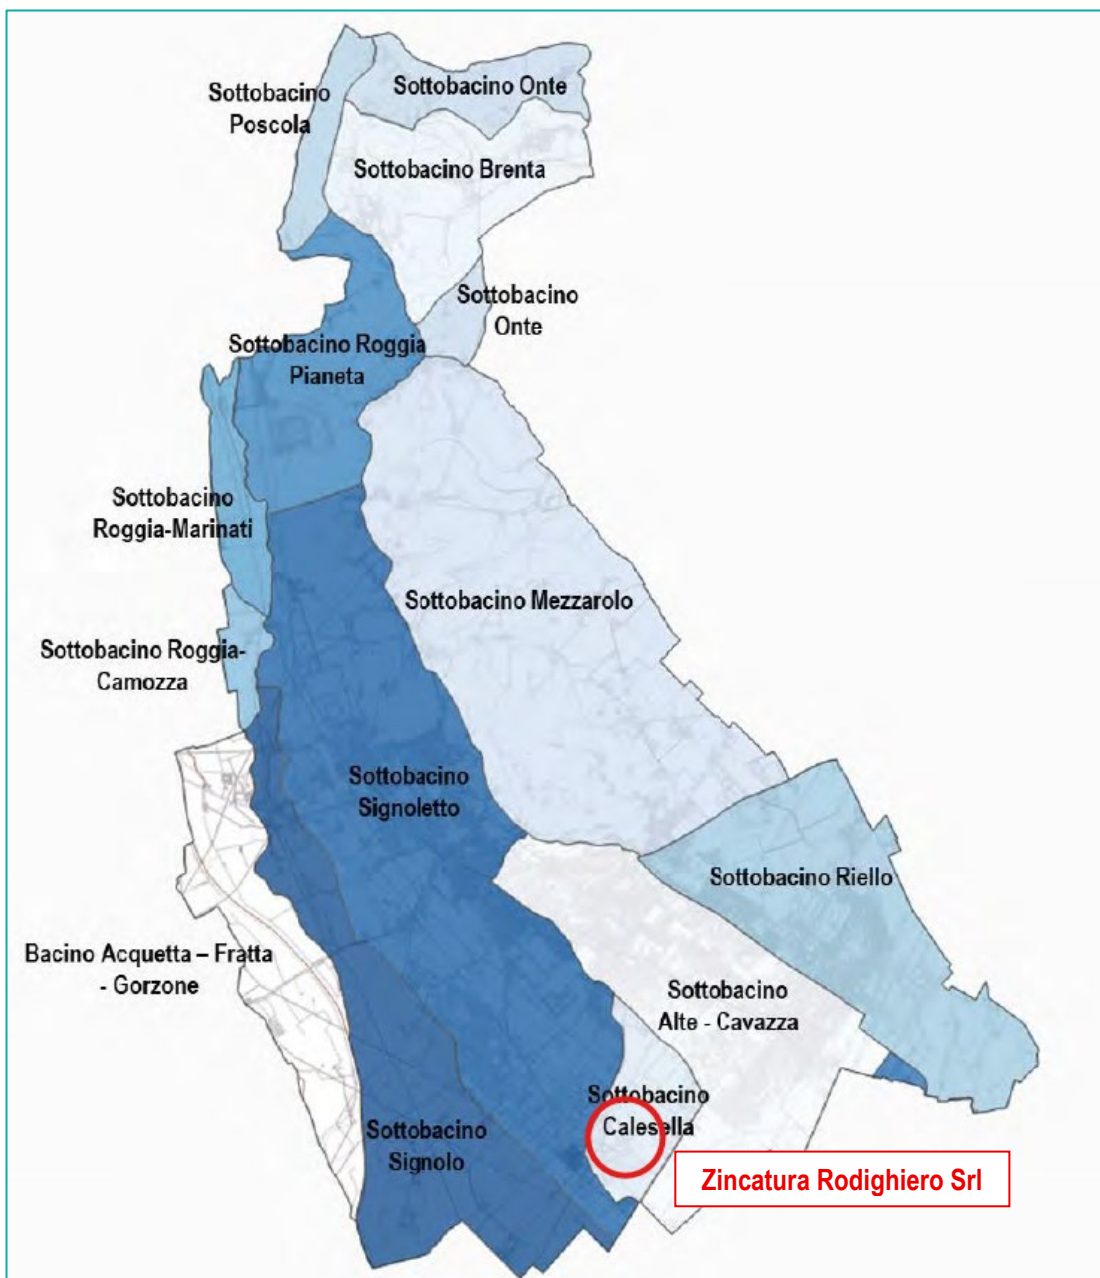 Sottobacino Onte
Sottobacino
Poscola
Sottobacino Brenta
Sottobacino
Onte
Sottobacino Roggia
Pianeta
Sottobacino
Roggia-Marinati
Sottobacino Mezzarolo
Sottobacino Roggia-
Camozza
Sottobacino
Signoletto
Sottobacino Riello
Bacino Acquetta – Fratta
- Gorzone
Sottobacino
Alte - Cavazza
Sottobacino
Calesella
Sottobacino
Signolo
Zincatura Rodighiero Srl